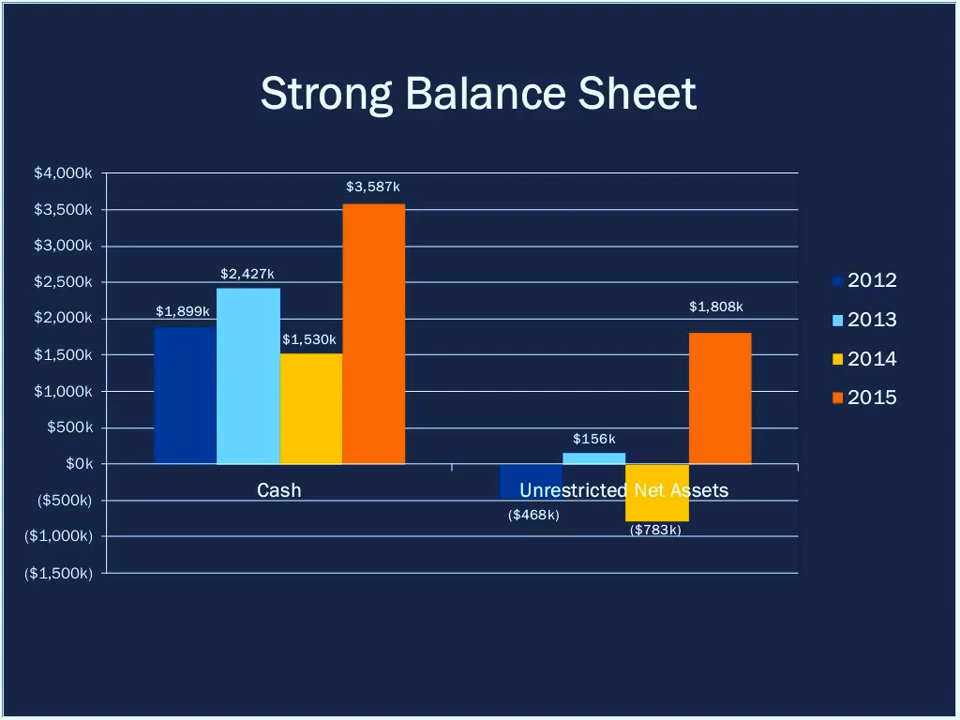 Strong Balance Sheet
$4,000k
$3,500k
$3,000k
$2,500k
$2,000k
$1,500k
$1,000k
$500k
$0k
($500k)
($1,000k)
($1,500k)
$1,899k
$2,427k
$1,530k
$3,587k
($468k)
$156k
($783k)
$1,808k
Cash
Unrestricted Net Assets
2012
2013
2014
2015